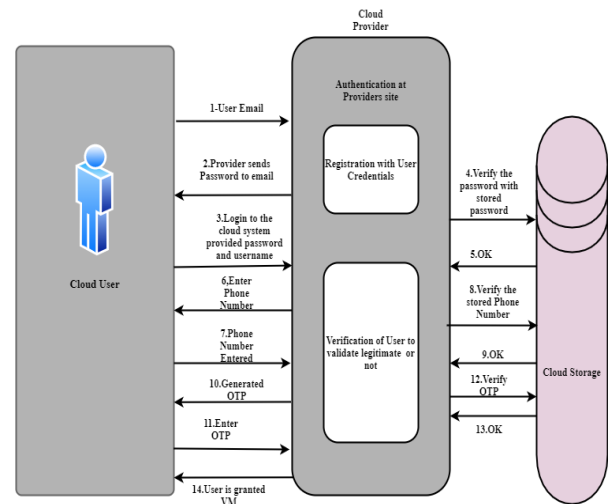 Cloud
Provider
Authentication at
Providers site
1-User Email
Registration with User
Credentials
2.Provider sends
Password to email
4.Verify the
password with
stored
password
3.Login to the
cloud system
provided password
and username
5.OK
Cloud User
6,Enter
Phone
Number
8.Verify the
stored Phone
Number
7.Phone
Number
Entered
Verification of User to
validate legitimate or
not
9.OK
Cloud Storage
10.Generated
OTP
12.Verify
OTP
11.Enter
OTP
13.OK
14.User is granted
VM